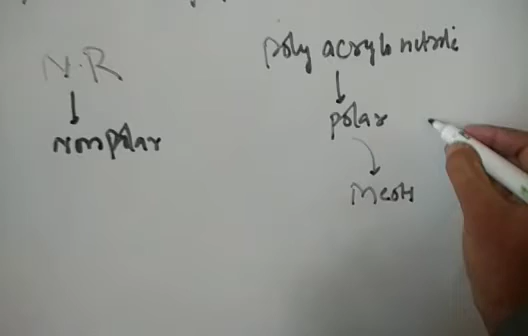 N.R
nonpolar
Poly acrylo nitrile
polar
MeOH